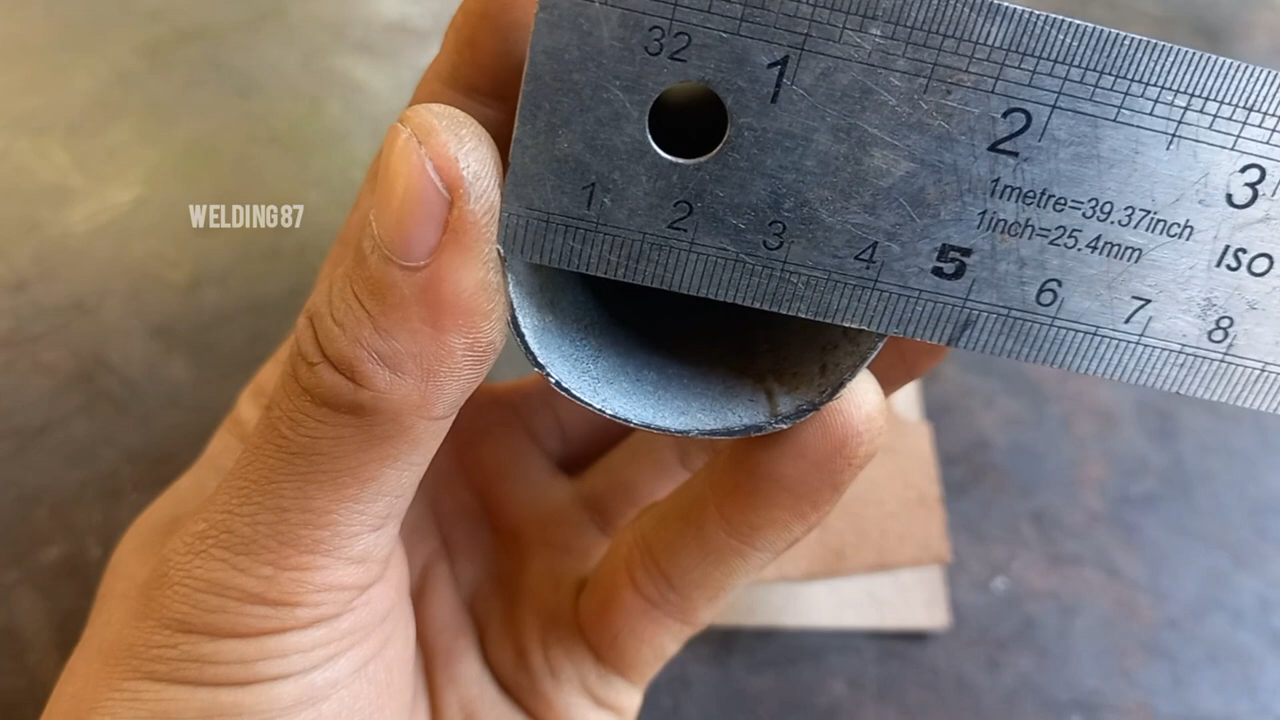 32
1 2 3
1metre=39.37inch
1inch=25.4mm
ISO
1 2 3 4 5 6 7 8
WELDING87